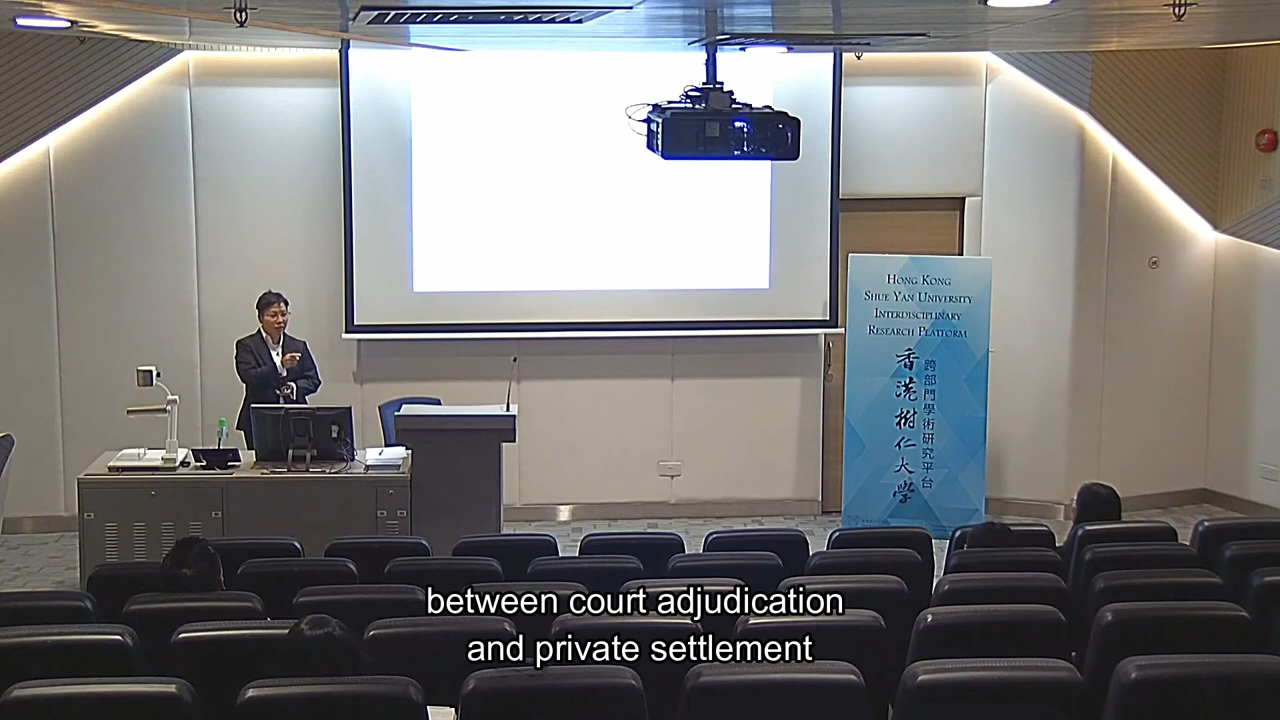 HONG KONG
SHUE YAN UNIVERSITY
INTERDISCIPLINARY
RESEARCH PLATFORM
香港樹仁大學
跨部門學術研究平台
between court adjudication
and private settlement